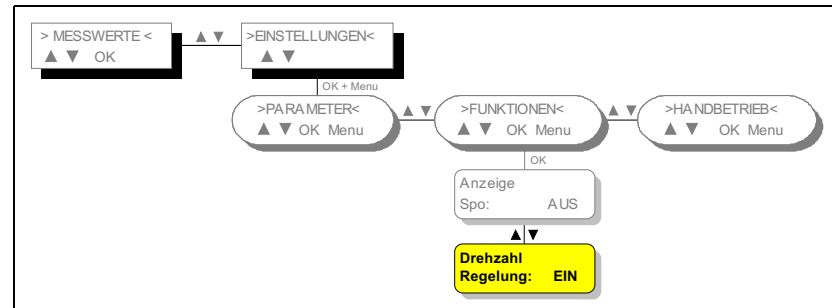 > MESSWERTE <
▲ ▼ OK
▲ ▼
>EINSTELLUNGEN<
▲ ▼
OK + Menu
>PARAMETER<
▲ ▼ OK Menu
▲ ▼
>FUNKTIONEN<
▲ ▼ OK Menu
▲ ▼
>HANDBETRIEB<
▲ ▼ OK Menu
OK
Anzeige
Spo: AUS
▲ ▼
Drehzahl
Regelung: EIN